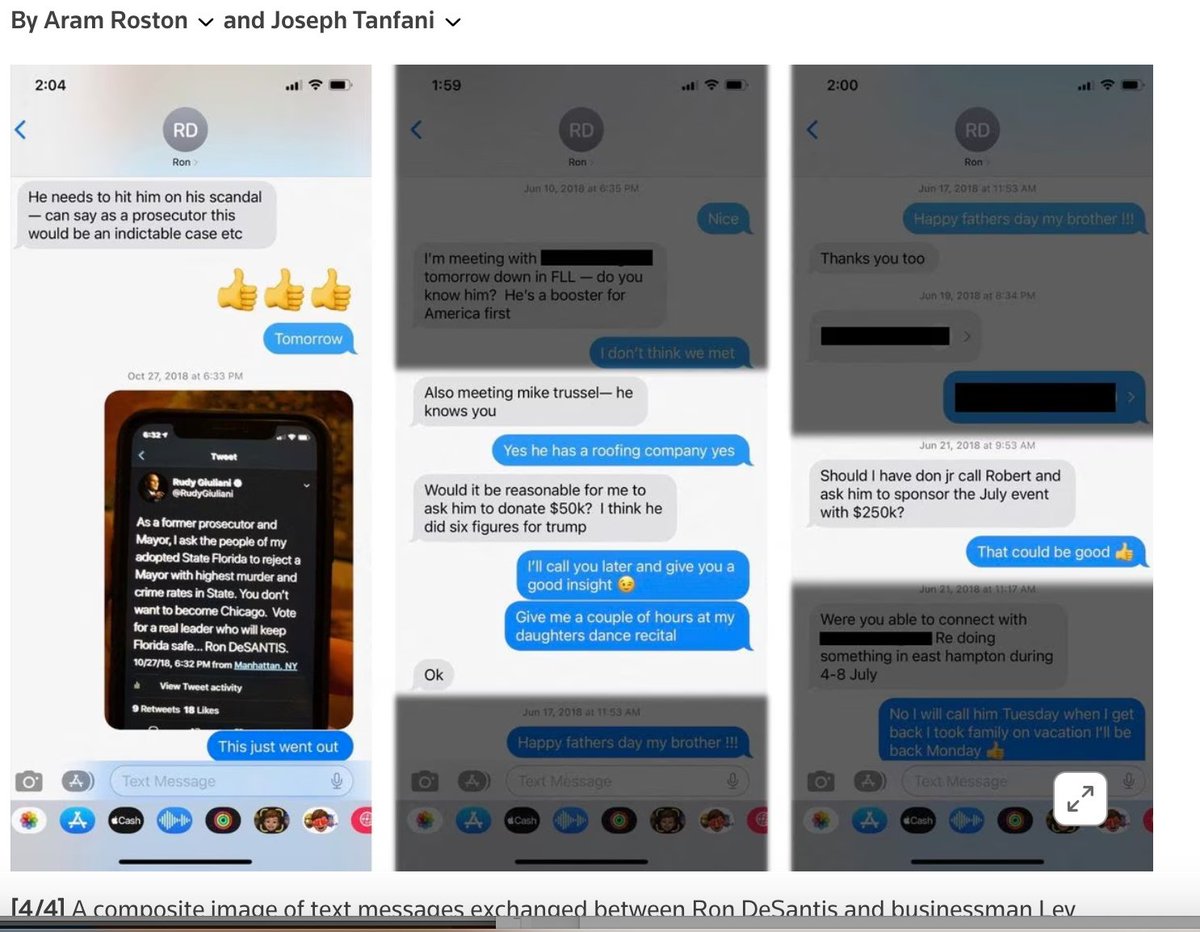 By Aram Roston and Joseph Tanfani
2:04
RD
Ron
He needs to hit him on his scandal
— can say as a prosecutor this
would be an indictable case etc
Tomorrow
Oct 27, 2018 at 6:33 PM
6:32
Tweet
Rudy Giuliani
@RudyGiuliani
As a former prosecutor and
Mayor, I ask the people of my
adopted State Florida to reject a
Mayor with highest murder and
crime rates in State. You don't
want to become Chicago. Vote
for a real leader who will keep
Florida safe... Ron DeSANTIS.
10/27/18, 6:32 PM from Manhattan, NY
View Tweet activity
9 Retweets 18 Likes
This just went out
Text Message
Cash
1:59
RD
Ron
Jun 10, 2018 at 6:35 PM
Nice
I'm meeting with
tomorrow down in FLL — do you
know him? He's a booster for
America first
I don't think we met
Also meeting mike trussel— he
knows you
Yes he has a roofing company yes
Would it be reasonable for me to
ask him to donate $50k? I think he
did six figures for trump
I'll call you later and give you a
good insight 😉
Give me a couple of hours at my
daughters dance recital
Ok
Jun 17, 2018 at 11:53 AM
Happy fathers day my brother !!!
Text Message
Cash
2:00
RD
Ron
Jun 17, 2018 at 11:53 AM
Happy fathers day my brother !!!
Thanks you too
Jun 19, 2018 at 8:34 PM
Jun 21, 2018 at 9:53 AM
Should I have don jr call Robert and
ask him to sponsor the July event
with $250k?
That could be good 👍
Jun 21, 2018 at 11:17 AM
Were you able to connect with
Re doing
something in east hampton during
4-8 July
No I will call him Tuesday when I get
back I took family on vacation I'll be
back Monday 👍
Text Message
Cash
[4/4] A composite image of text messages exchanged between Ron DeSantis and businessman Lev